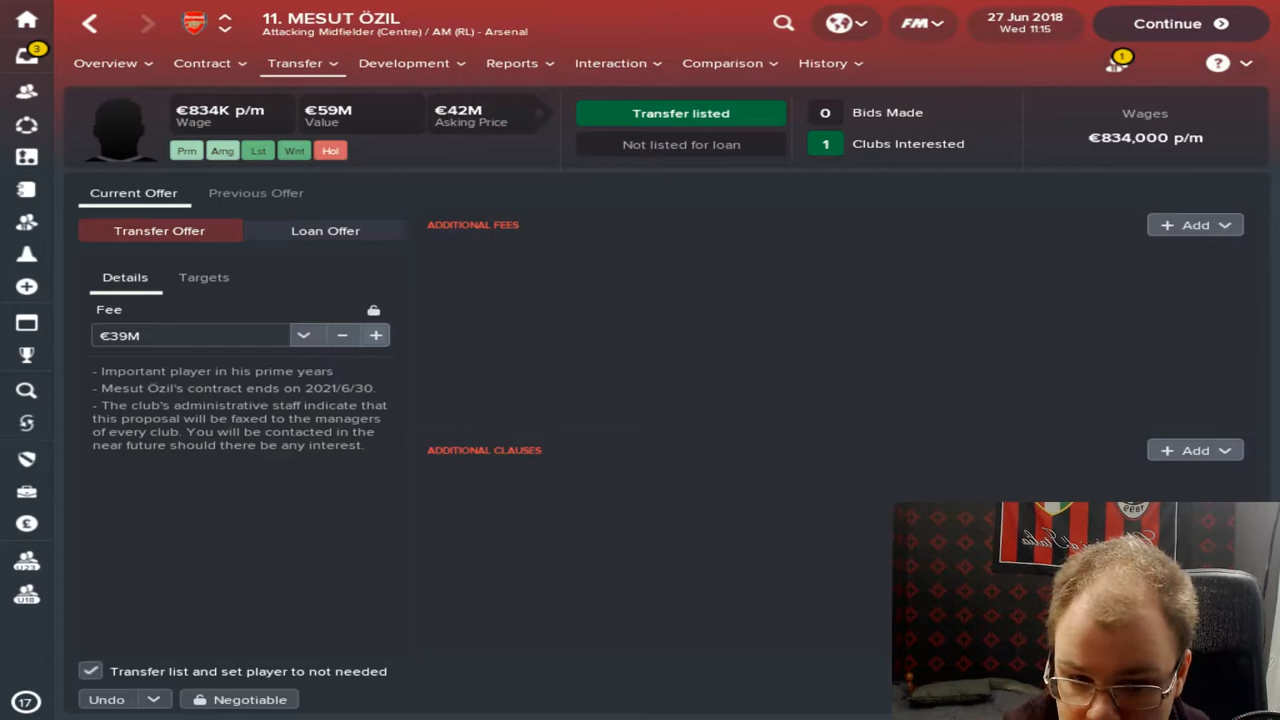 11. MESUT ÖZIL
Attacking Midfielder (Centre) / AM (RL) - Arsenal
FM
27 Jun 2018
Wed 11:15
Continue
3
Overview
Contract
Transfer
Development
Reports
Interaction
Comparison
History
1
?
€834K p/m
Wage
€59M
Value
€42M
Asking Price
Prm
Amg
Lst
Wnt
Hol
Transfer listed
Not listed for loan
0 Bids Made
1 Clubs Interested
Wages
€834,000 p/m
Current Offer
Previous Offer
Transfer Offer
Loan Offer
Details
Targets
Fee
€39M
- Important player in his prime years
- Mesut Özil's contract ends on 2021/6/30.
- The club's administrative staff indicate that
this proposal will be faxed to the managers
of every club. You will be contacted in the
near future should there be any interest.
ADDITIONAL FEES
+ Add
ADDITIONAL CLAUSES
+ Add
Transfer list and set player to not needed
Undo
Negotiable
U23
U18
17